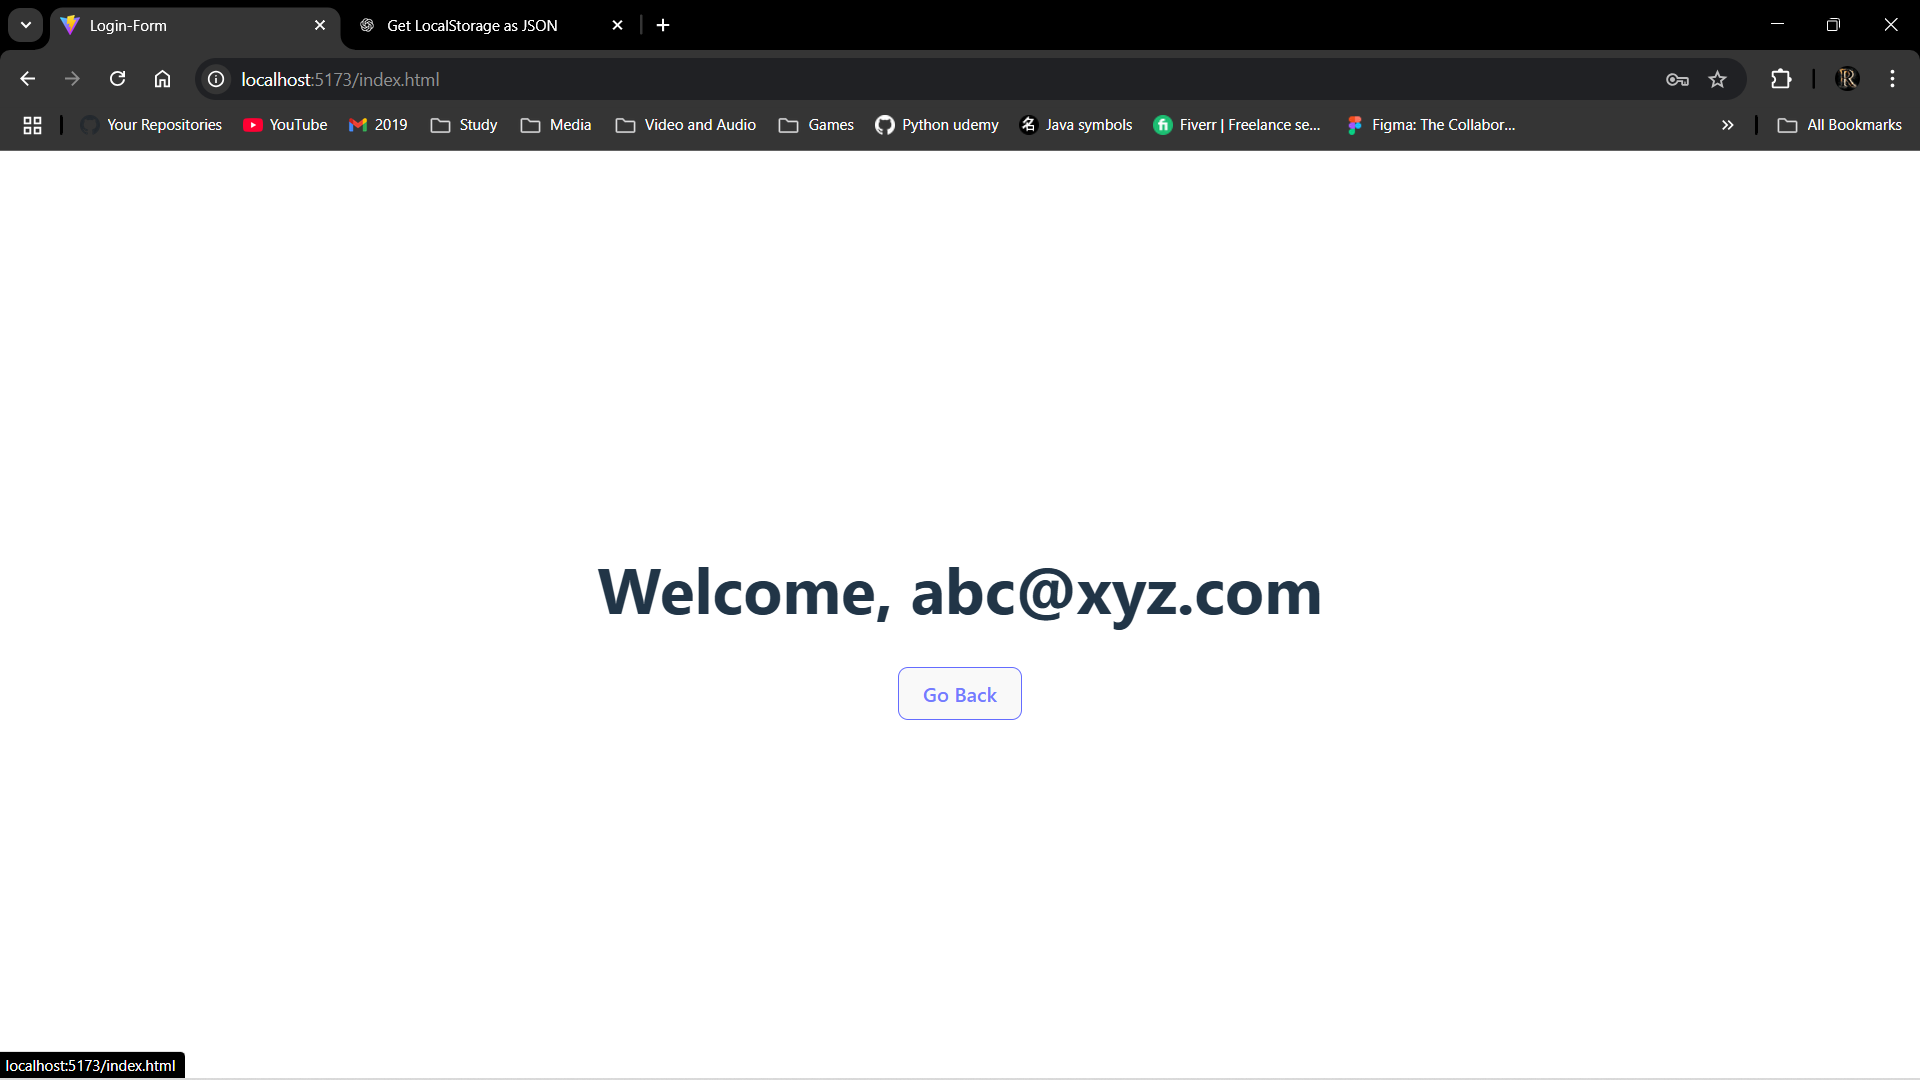 Login-Form
Get LocalStorage as JSON
localhost:5173/index.html
Your Repositories
YouTube
2019
Study
Media
Video and Audio
Games
Python udemy
名
Java symbols
Fiverr | Freelance se...
Figma: The Collabor...
All Bookmarks
Welcome, abc@xyz.com
Go Back
localhost:5173/index.html